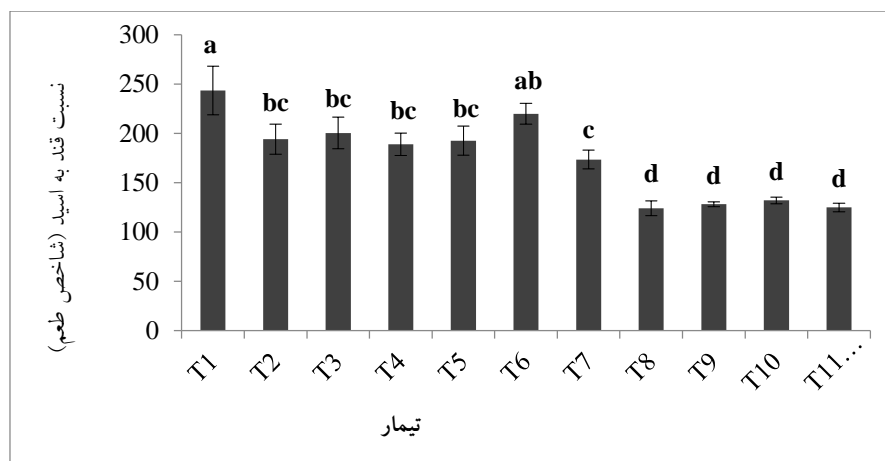 300
250
200
150
100
50
0
نسبت قند به اسید (شاخص طعم)
a
bc
bc
bc
bc
ab
c
d
d
d
d
T1
T2
T3
T4
T5
T6
T7
T8
T9
T10
T11…
تیمار